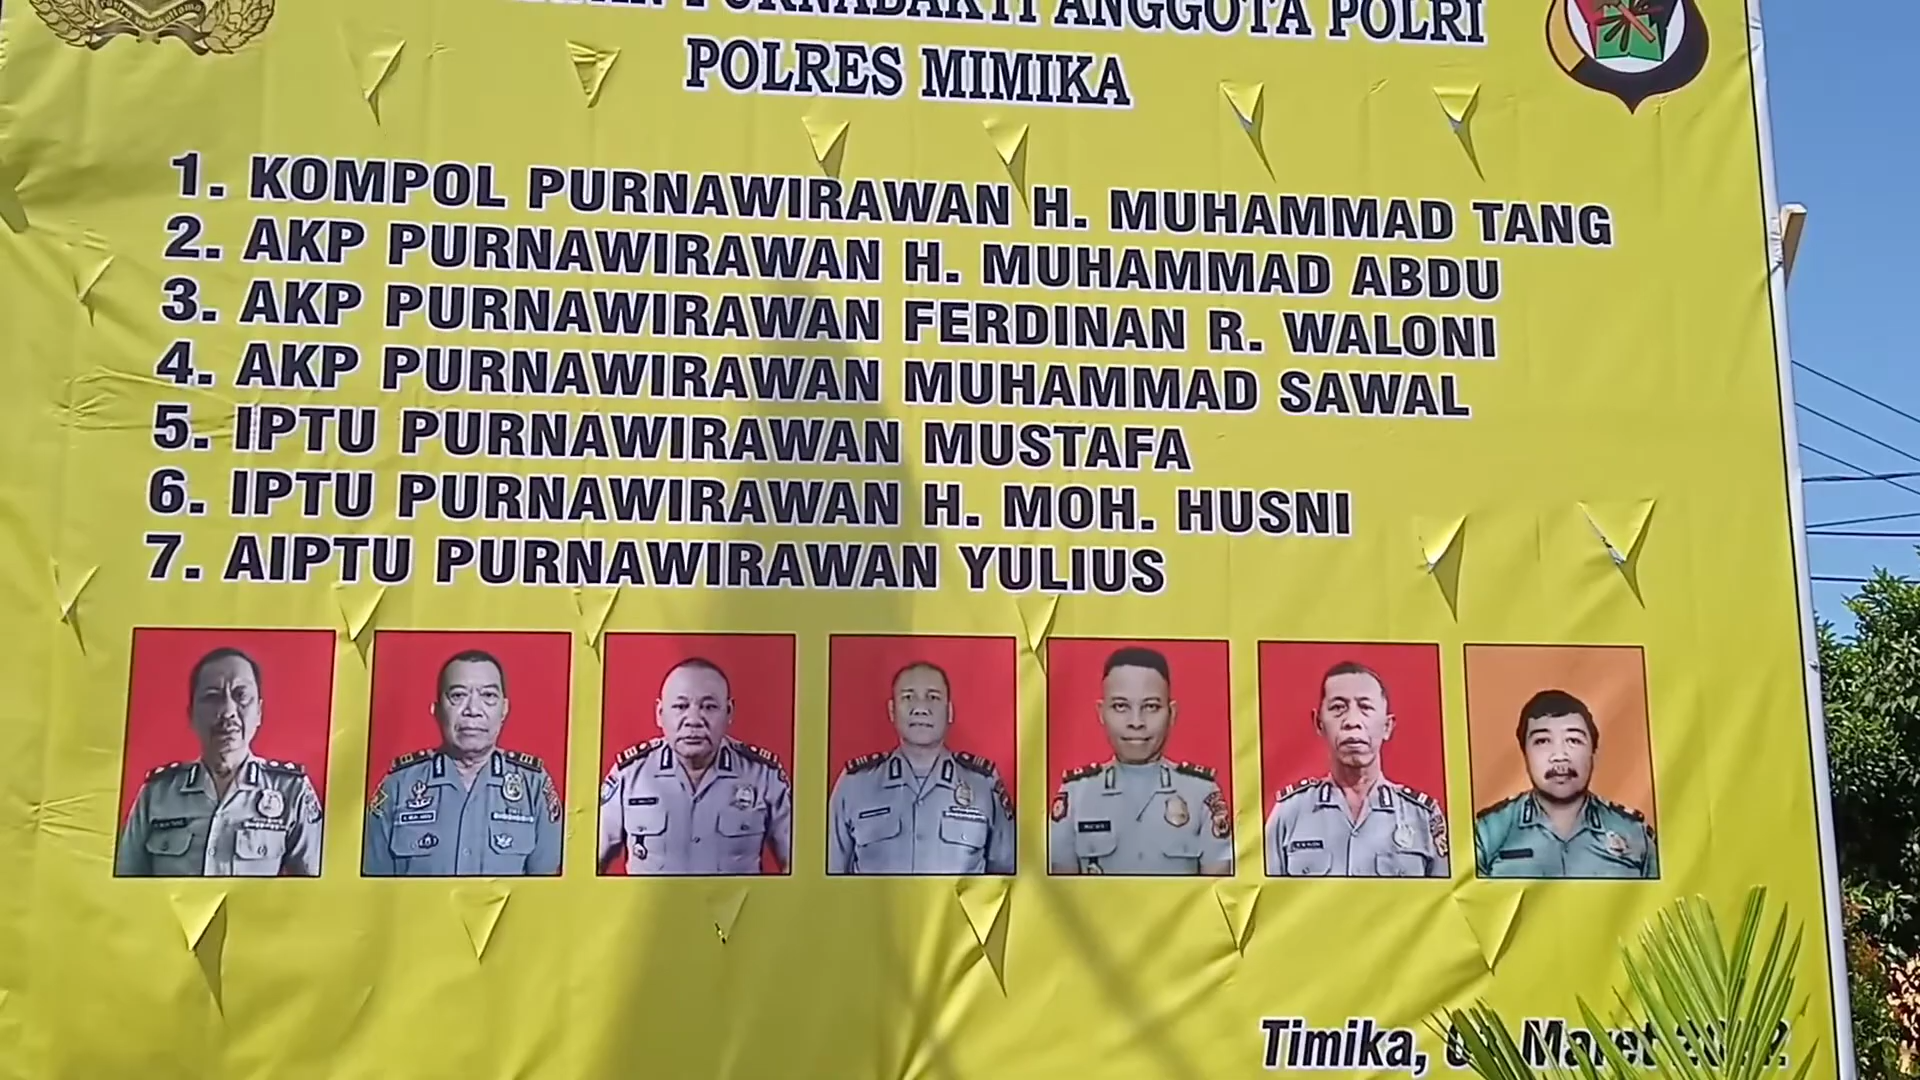 PURNABAKTI ANGGOTA POLRI
POLRES MIMIKA
1. KOMPOL PURNAWIRAWAN H. MUHAMMAD TANG
2. AKP PURNAWIRAWAN H. MUHAMMAD ABDU
3. AKP PURNAWIRAWAN FERDINAN R. WALONI
4. AKP PURNAWIRAWAN MUHAMMAD SAWAL
5. IPTU PURNAWIRAWAN MUSTAFA
6. IPTU PURNAWIRAWAN H. MOH. HUSNI
7. AIPTU PURNAWIRAWAN YULIUS
Timika, Maret